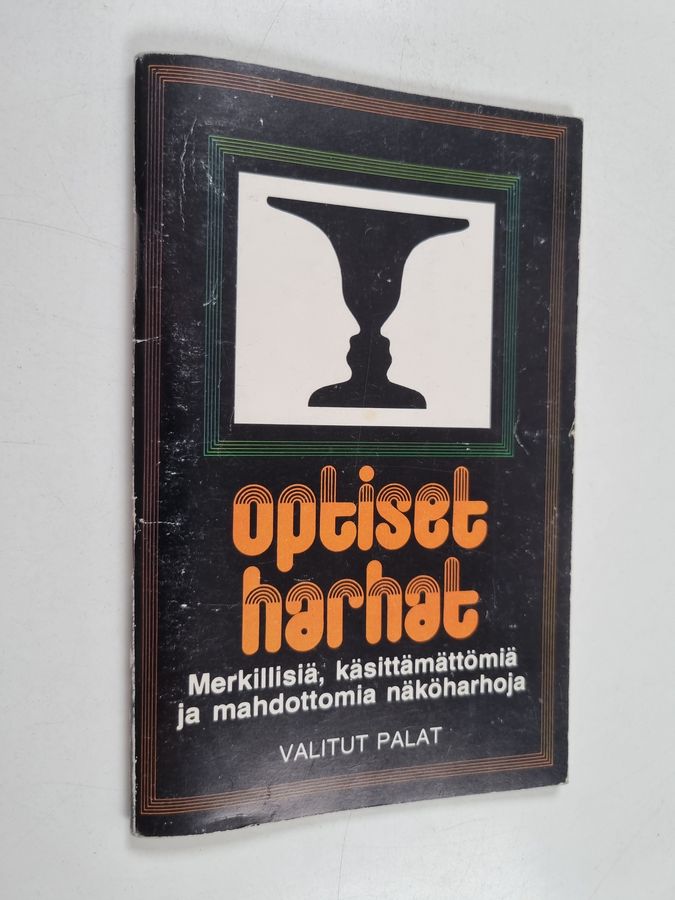 optiset
harhat
Merkillisiä, käsittämättömiä
ja mahdottomia näköharhoja
VALITUT PALAT